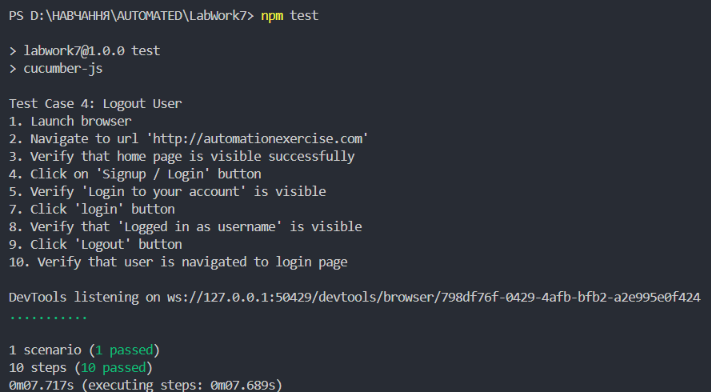 PS D:\НАВЧАННЯ\AUTOMATED\LabWork7> npm test
> labwork7@1.0.0 test
> cucumber-js
Test Case 4: Logout User
1. Launch browser
2. Navigate to url 'http://automationexercise.com'
3. Verify that home page is visible successfully
4. Click on 'Signup / Login' button
5. Verify 'Login to your account' is visible
7. Click 'login' button
8. Verify that 'Logged in as username' is visible
9. Click 'Logout' button
10. Verify that user is navigated to login page
DevTools listening on ws://127.0.0.1:50429/devtools/browser/798df76f-0429-4afb-bfb2-a2e995e0f424
...........
1 scenario (1 passed)
10 steps (10 passed)
0m07.717s (executing steps: 0m07.689s)